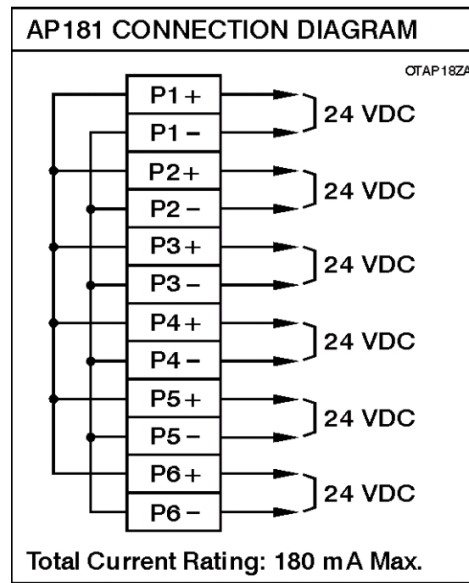 AP181 CONNECTION DIAGRAM
OTAP18ZA
P1+
24 VDC
P1-
P2+
24 VDC
P2-
P3+
24 VDC
P3-
P4+
24 VDC
P4-
P5+
24 VDC
P5-
P6+
24 VDC
P6-
Total Current Rating: 180 mA Max.